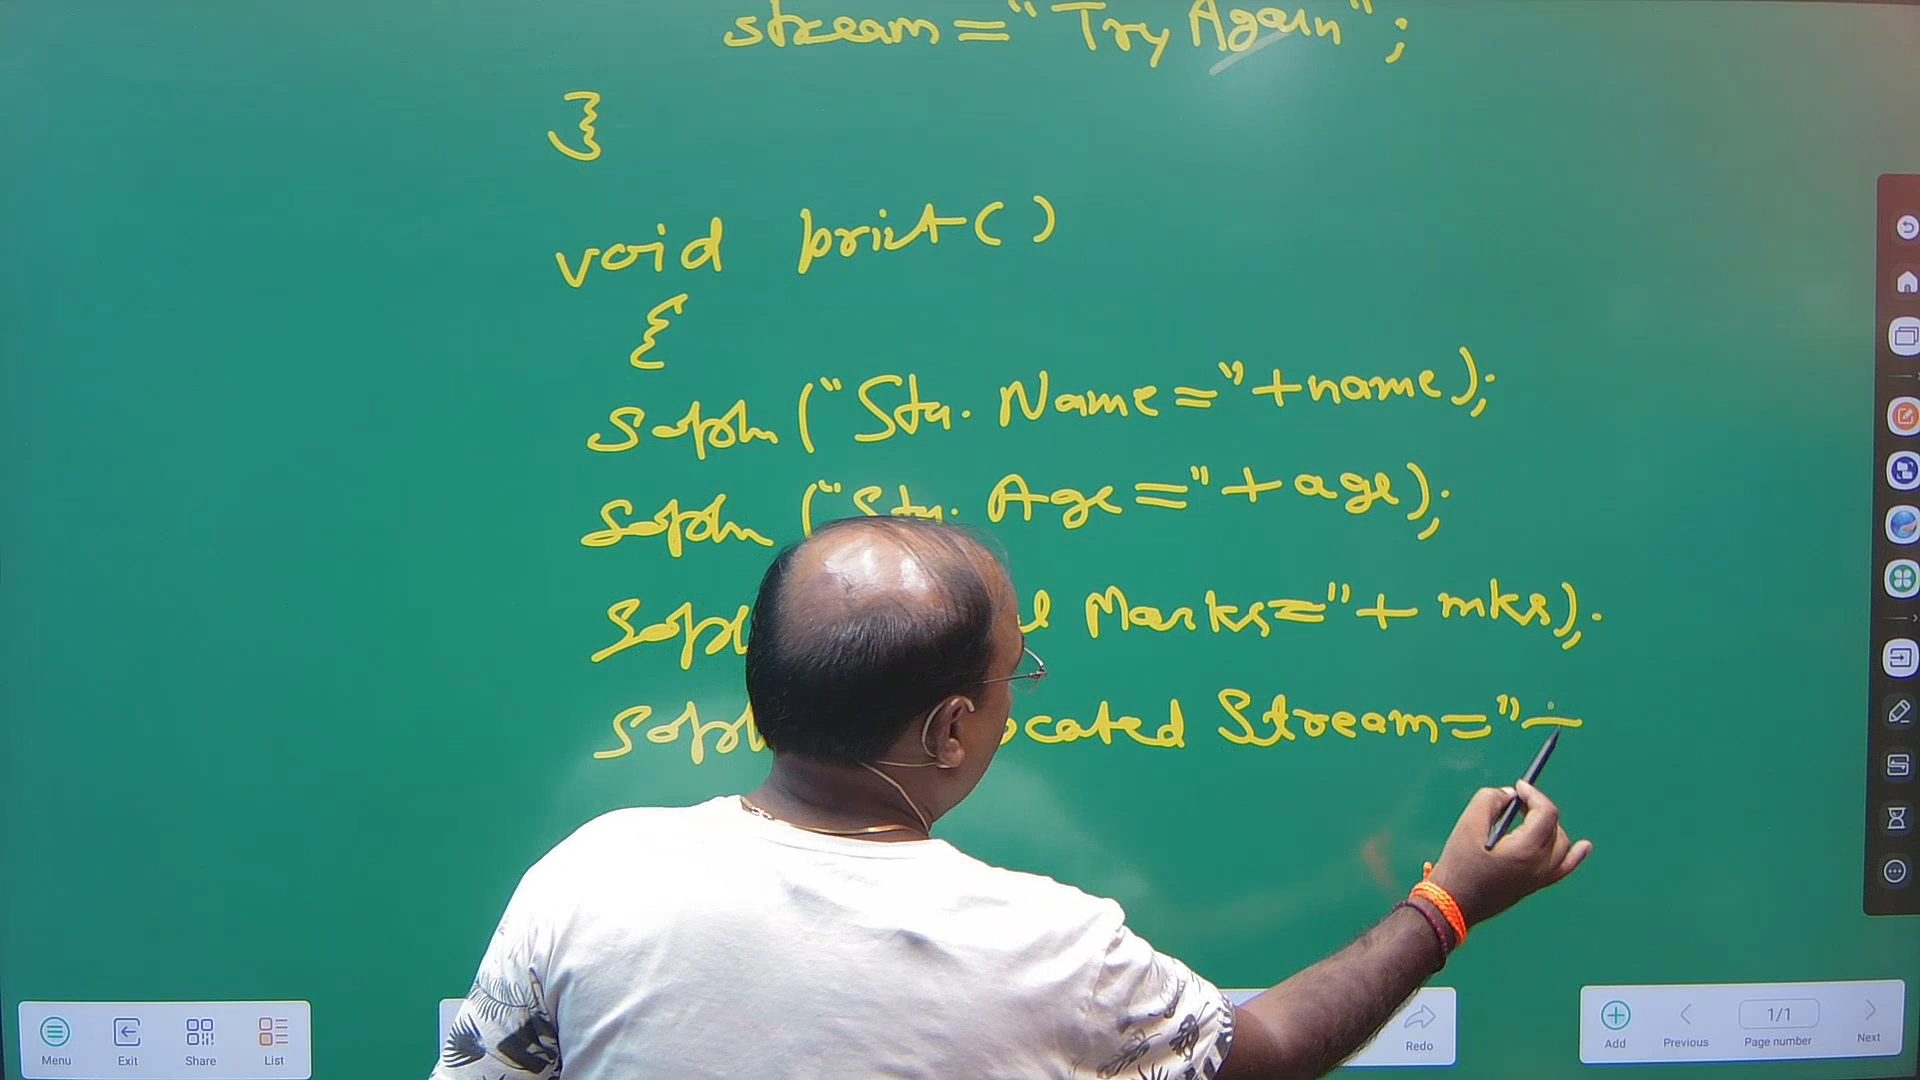 stream="Try Again";
}
void print()
{
Sopln ("Stu. Name="+name);
Sopln ("Stu. Age="+age);
Marks="+ mks);
Stream="
Menu Exit Share List Redo Add Previous 1/1 Page number Next